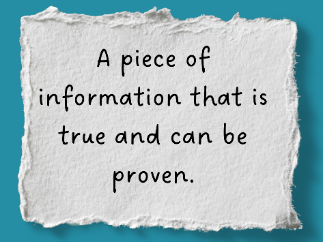 A piece of
information that is
true and can be
proven.